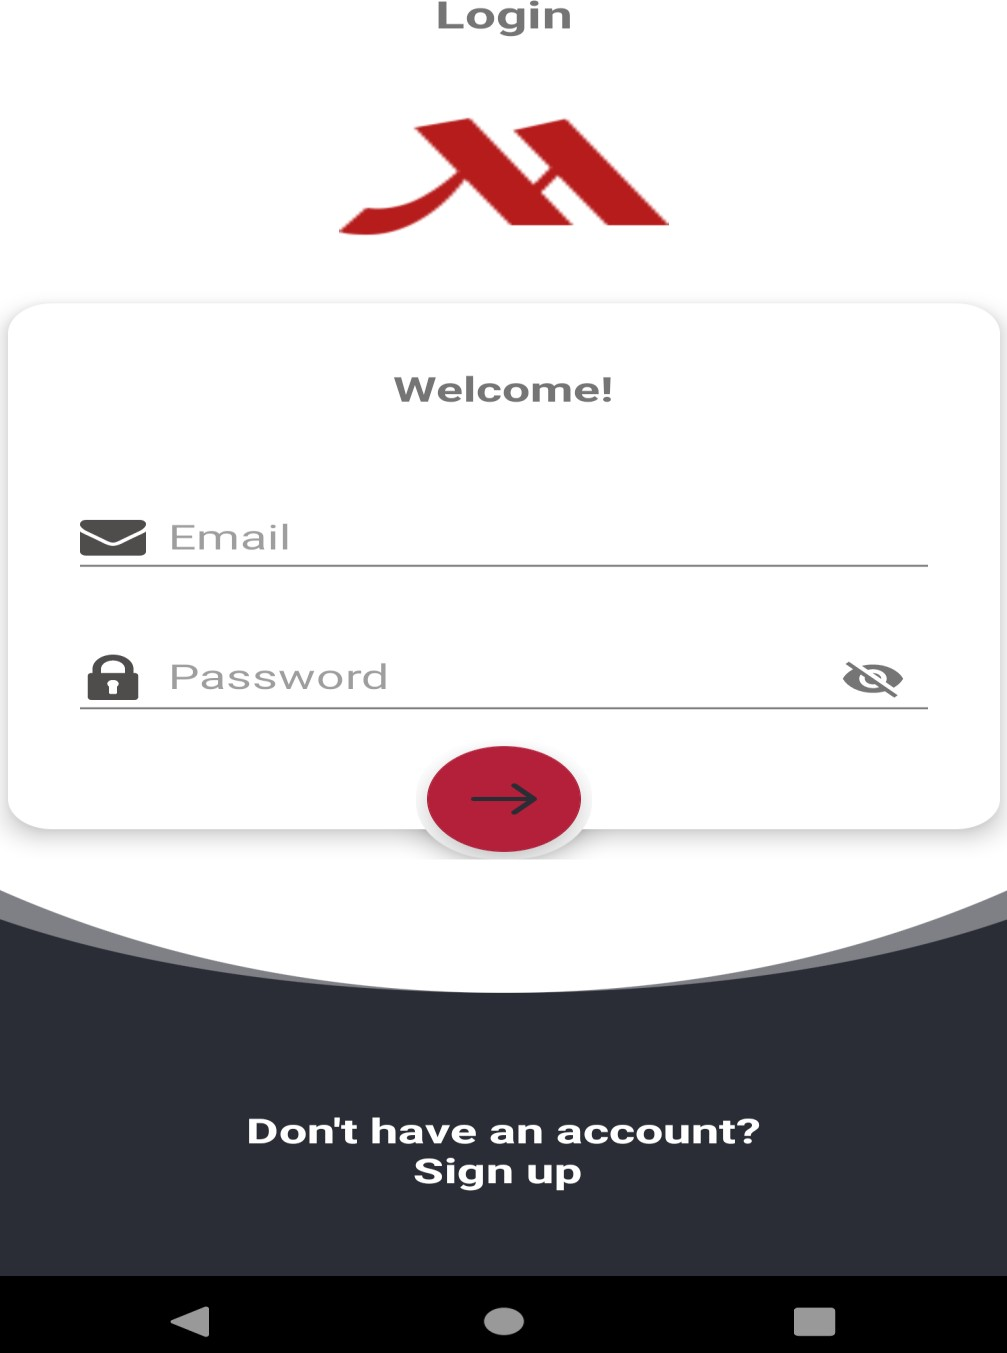 Login
Welcome!
Email
Password
Don't have an account?
Sign up